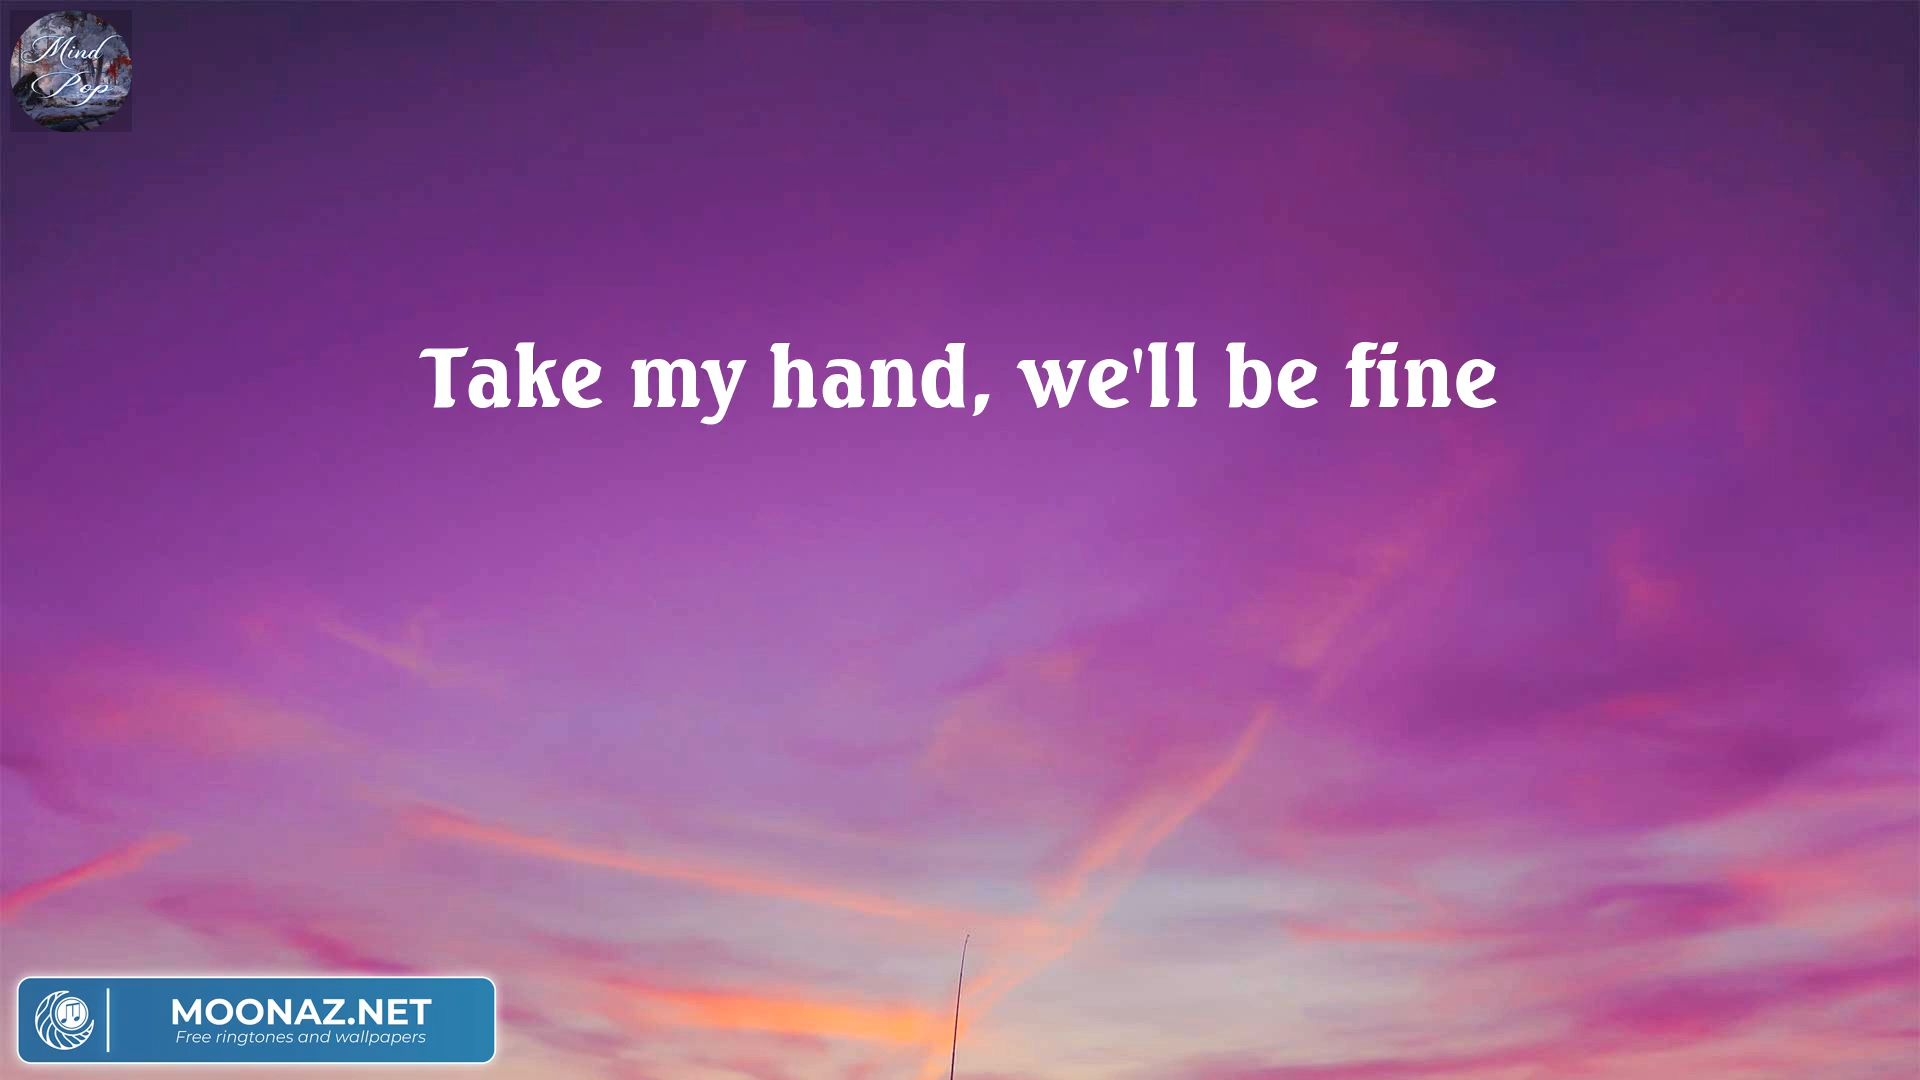 Mind
Pop
Take my hand, we'll be fine
MOONAZ.NET
Free ringtones and wallpapers